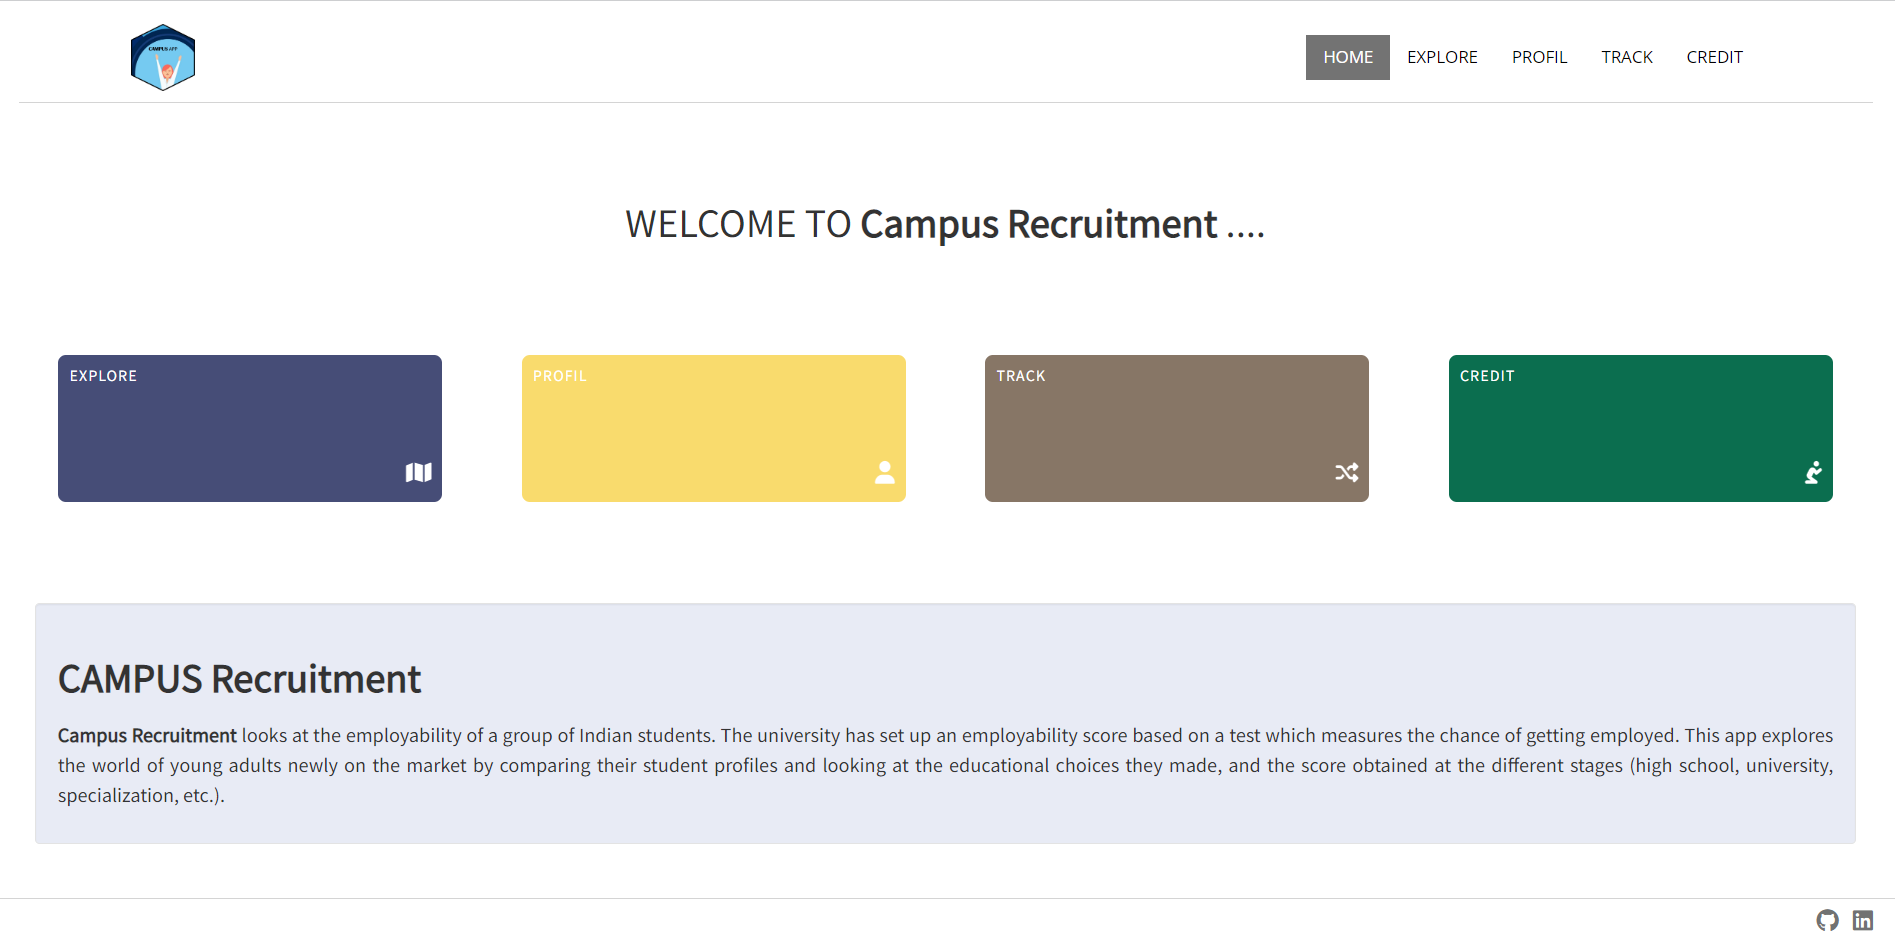 CAMPUS APP
HOME EXPLORE PROFIL TRACK CREDIT
WELCOME TO Campus Recruitment ....
EXPLORE
PROFIL
TRACK
CREDIT
CAMPUS Recruitment
Campus Recruitment looks at the employability of a group of Indian students. The university has set up an employability score based on a test which measures the chance of getting employed. This app explores
the world of young adults newly on the market by comparing their student profiles and looking at the educational choices they made, and the score obtained at the different stages (high school, university,
specialization, etc.).